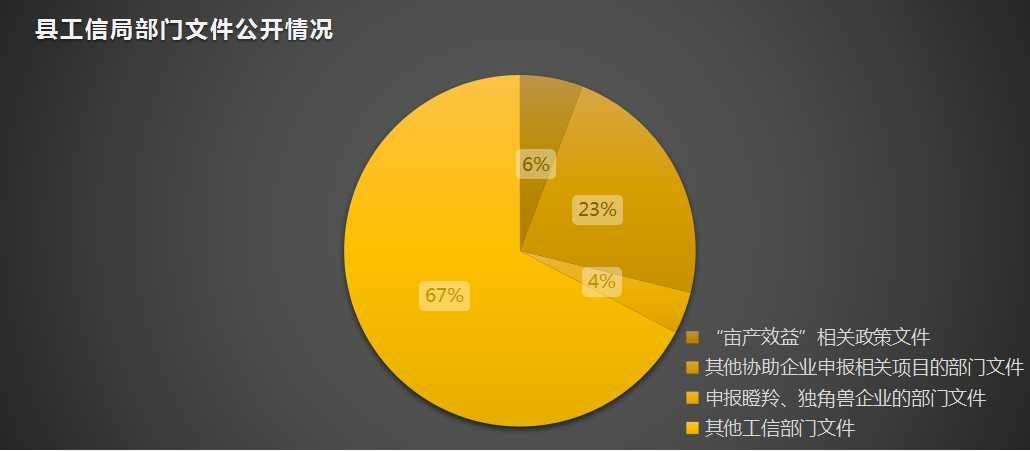 县工信局部门文件公开情况
6%
23%
4%
67%
“亩产效益”相关政策文件
其他协助企业申报相关项目的部门文件
申报瞪羚、独角兽企业的部门文件
其他工信部门文件